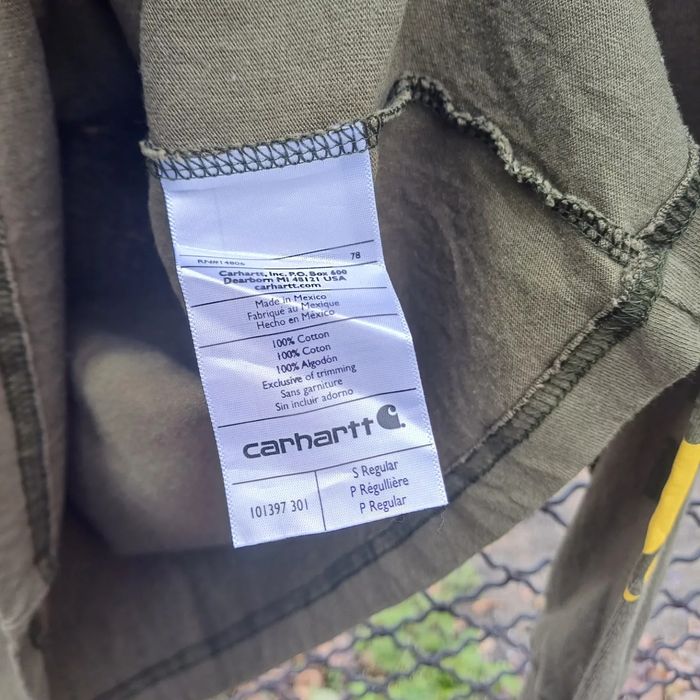 RN#14806
78
Carhartt, Inc. P.O. Box 600
Dearborn MI 48121 USA
carhartt.com
Made in Mexico
Fabriqué au Mexique
Hecho en México
100% Cotton
100% Coton
100% Algodón
Exclusive of trimming
Sans garniture
Sin incluir adorno
carhartt
101397 301
S Regular
P Régullière
P Regular